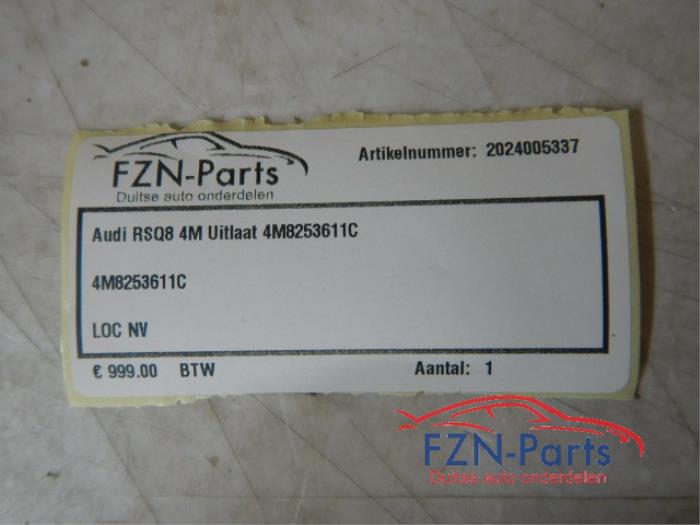 FZN-Parts
Duitse auto onderdelen
Artikelnummer: 2024005337
Audi RSQ8 4M Uitlaat 4M8253611C
4M8253611C
LOC NV
€ 999.00 BTW Aantal: 1
FZN-Parts
Duitse auto onderdelen